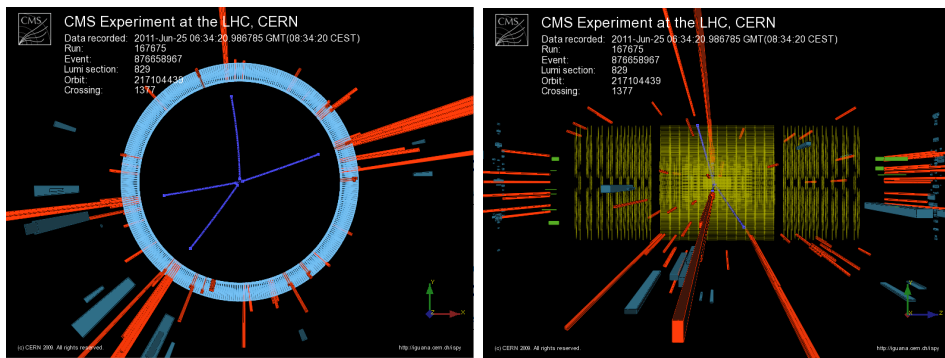 CMS
CMS Experiment at the LHC, CERN
Data recorded: 2011-Jun-25 06:34:20.986785 GMT(08:34:20 CEST)
Run: 167675
Event: 876658967
Lumi section: 829
Orbit: 217104439
Crossing: 1377
Y
X
Z
(c) CERN 2009. All rights reserved.
http://iguana.cern.ch/ispy
CMS
CMS Experiment at the LHC, CERN
Data recorded: 2011-Jun-25 06:34:20.986785 GMT(08:34:20 CEST)
Run: 167675
Event: 876658967
Lumi section: 829
Orbit: 217104439
Crossing: 1377
Y
X
Z
(c) CERN 2009. All rights reserved.
http://iguana.cern.ch/ispy